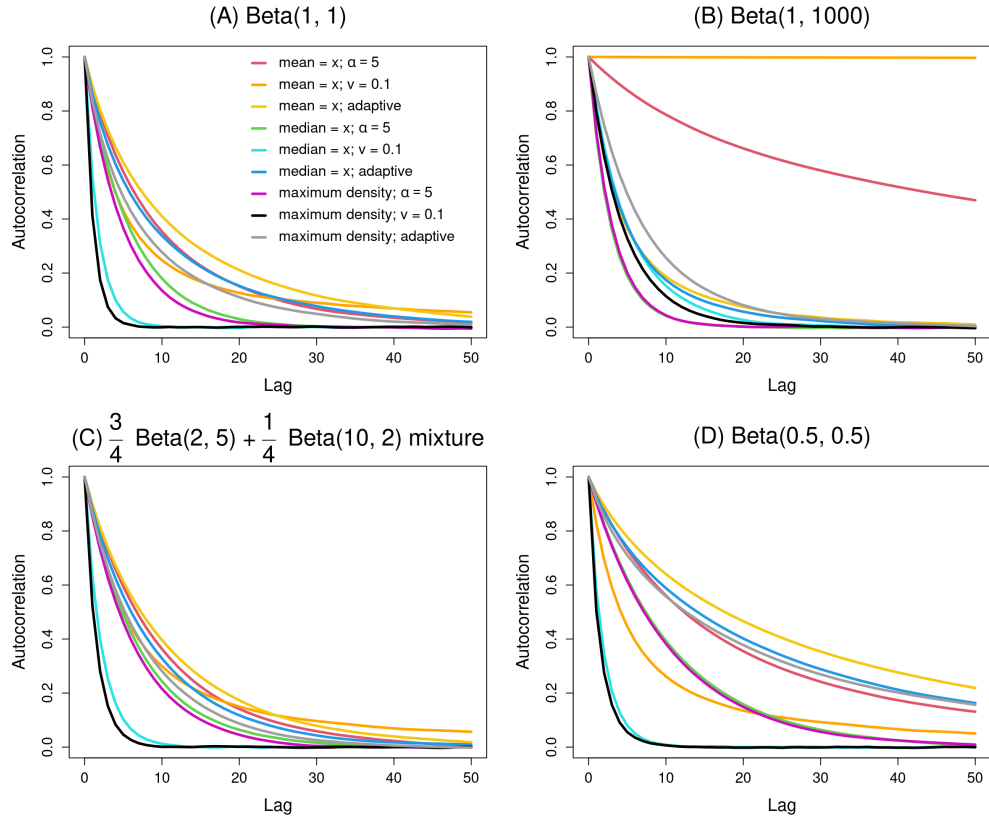 (A) Beta(1, 1)
Autocorrelation
1.0
0.8
0.6
0.4
0.2
0.0
mean = x; α = 5
mean = x; v = 0.1
mean = x; adaptive
median = x; α = 5
median = x; v = 0.1
median = x; adaptive
maximum density; α = 5
maximum density; v = 0.1
maximum density; adaptive
0 10 20 30 40 50
Lag
(B) Beta(1, 1000)
Autocorrelation
1.0
0.8
0.6
0.4
0.2
0.0
0 10 20 30 40 50
Lag
(C) 3/4 Beta(2, 5) + 1/4 Beta(10, 2) mixture
Autocorrelation
1.0
0.8
0.6
0.4
0.2
0.0
0 10 20 30 40 50
Lag
(D) Beta(0.5, 0.5)
Autocorrelation
1.0
0.8
0.6
0.4
0.2
0.0
0 10 20 30 40 50
Lag